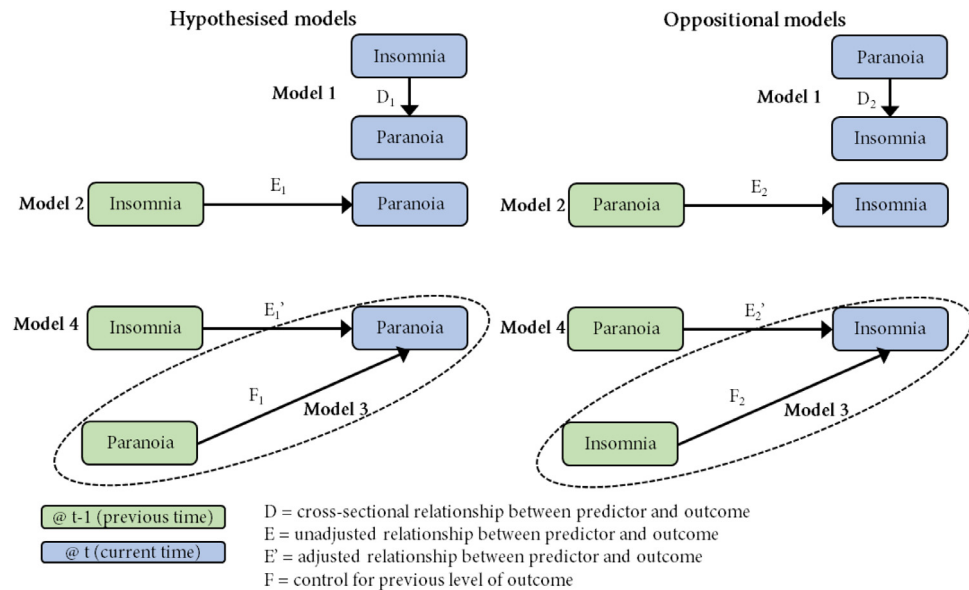 Hypothesised models
Insomnia
Model 1
D₁
Paranoia
Model 2
Insomnia
E₁
Paranoia
Model 4
Insomnia
E₁’
Paranoia
F₁
Model 3
Paranoia
Oppositional models
Paranoia
Model 1
D₂
Insomnia
Model 2
Paranoia
E₂
Insomnia
Model 4
Paranoia
E₂’
Insomnia
F₂
Model 3
Insomnia
@ t-1 (previous time)
@ t (current time)
D = cross-sectional relationship between predictor and outcome
E = unadjusted relationship between predictor and outcome
E’ = adjusted relationship between predictor and outcome
F = control for previous level of outcome